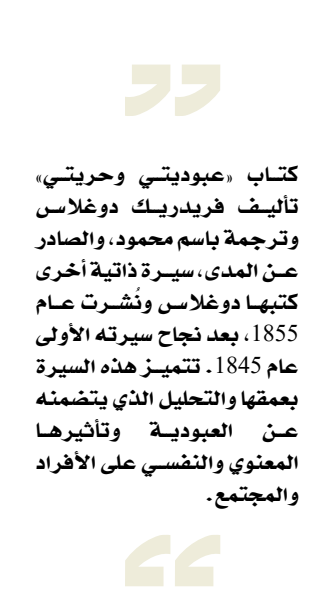 كتاب «عبوديتي وحريتي»
تأليف فريدريك دوغلاس
وترجمة باسم محمود، والصادر
عن المدى، سيرة ذاتية أخرى
كتبها دوغلاس ونُشرت عام
1855، بعد نجاح سيرته الأولى
عام 1845. تتميز هذه السيرة
بعمقها والتحليل الذي يتضمنه
عن العبودية وتأثيرها
المعنوي والنفسي على الأفراد
والمجتمع.